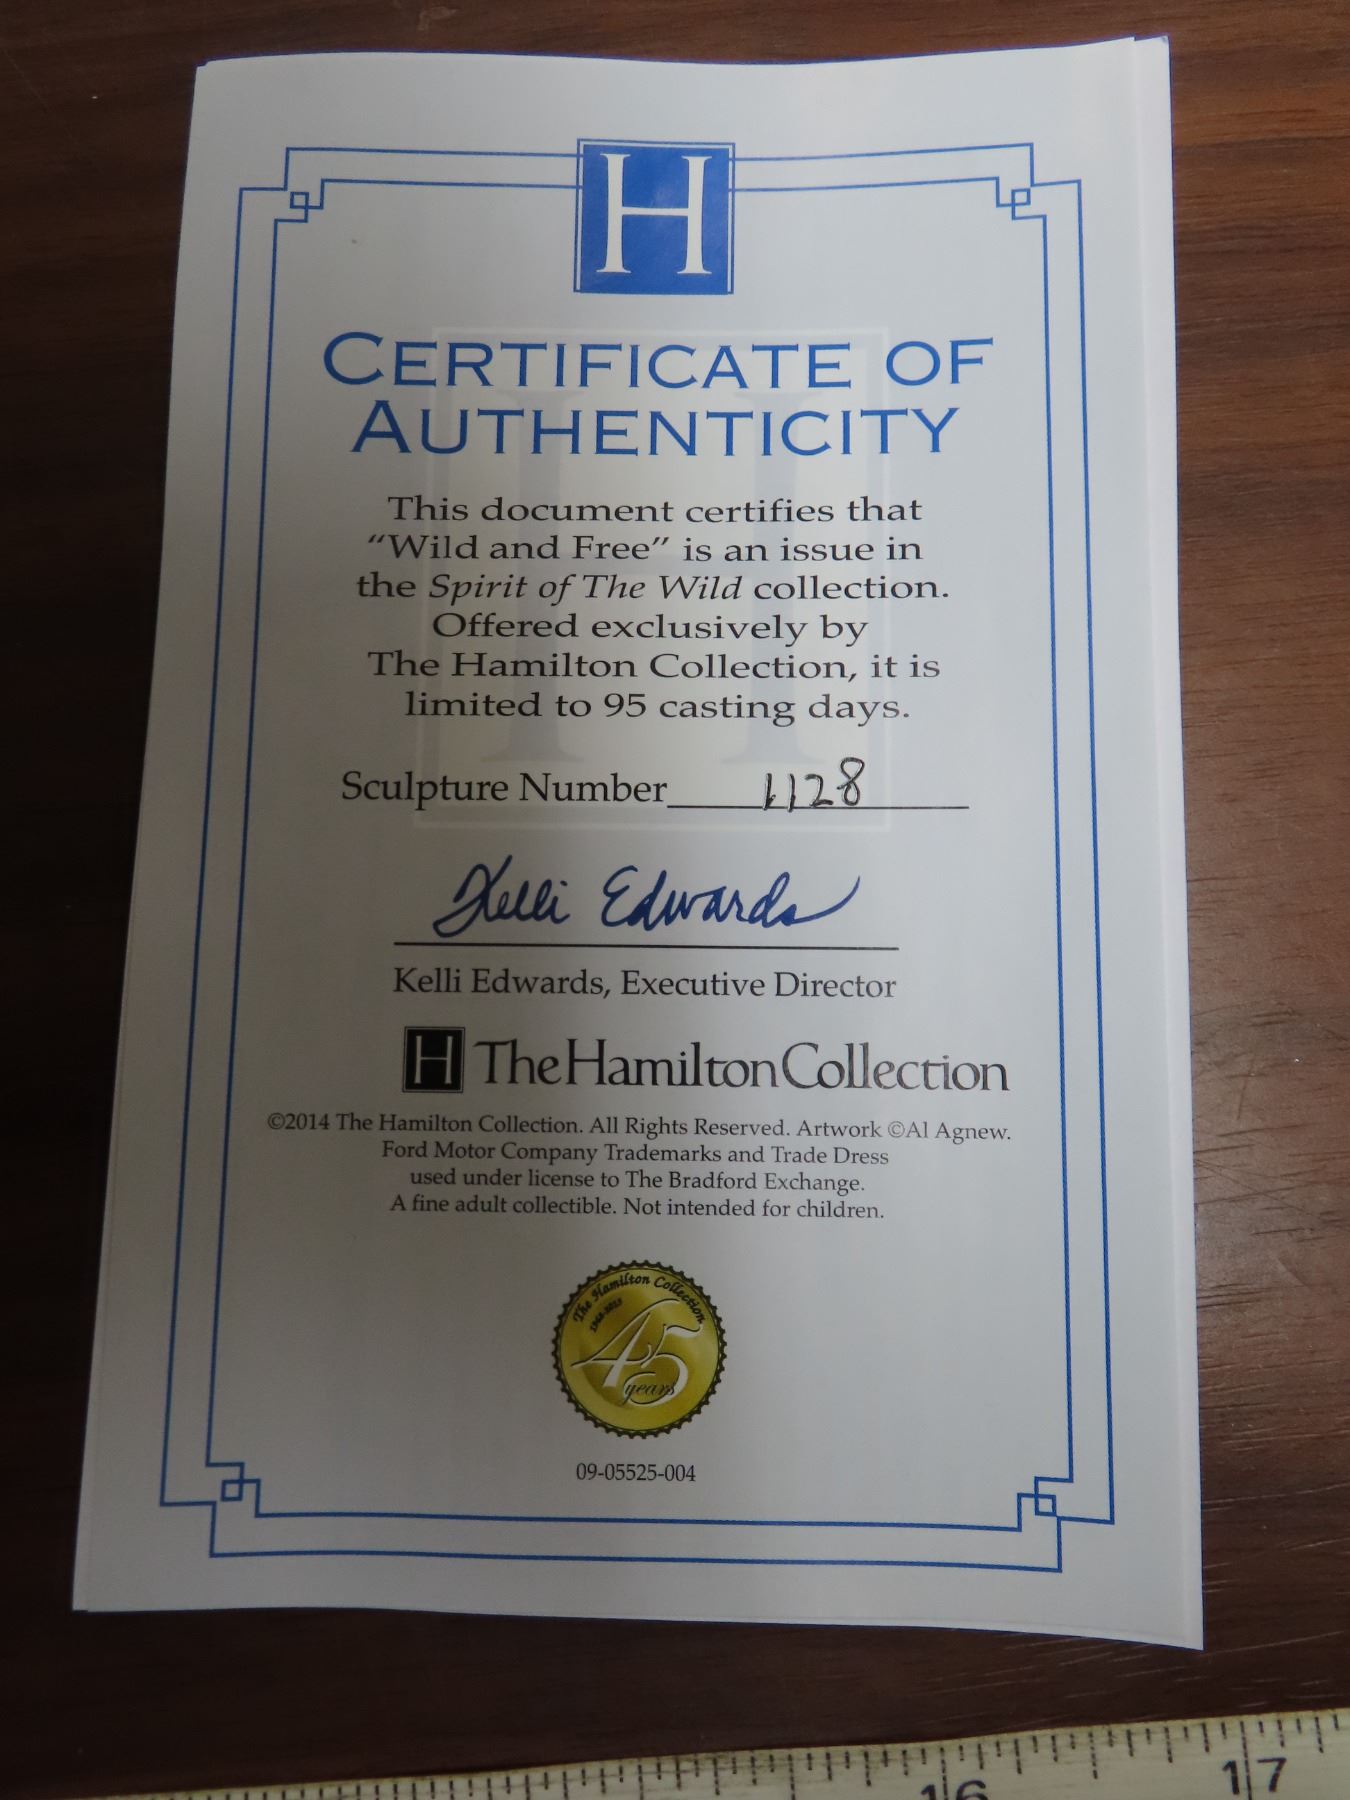 H
CERTIFICATE OF
AUTHENTICITY
This document certifies that
“Wild and Free” is an issue in
the Spirit of The Wild collection.
Offered exclusively by
The Hamilton Collection, it is
limited to 95 casting days.
Sculpture Number 1128
Kelli Edwards
Kelli Edwards, Executive Director
H The Hamilton Collection
©2014 The Hamilton Collection. All Rights Reserved. Artwork ©Al Agnew.
Ford Motor Company Trademarks and Trade Dress
used under license to The Bradford Exchange.
A fine adult collectible. Not intended for children.
The Hamilton Collection
45
years
09-05525-004
16 17